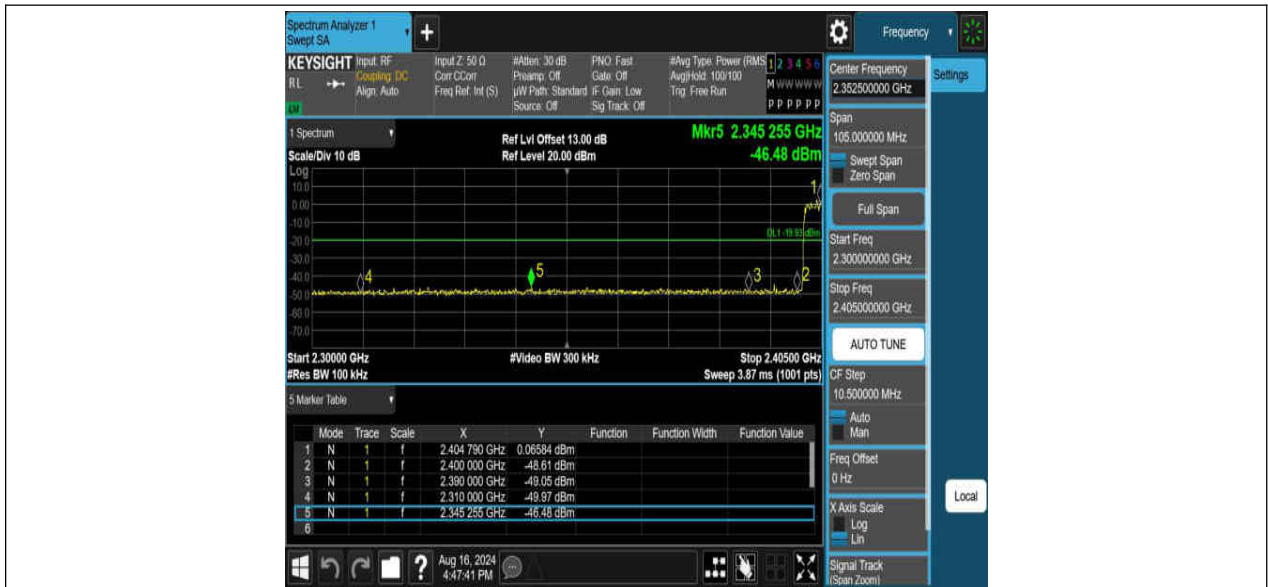 Spectrum Analyzer 1
Swept SA
+
Frequency
KEYSIGHT
RL
Input: RF
Coupling: DC
Align: Auto
Input Z: 50 Ω
Corr CCorr
Freq Ref: Int (S)
#Atten: 30 dB
Preamp: Off
µW Path: Standard
Source: Off
PNO: Fast
Gate: Off
IF Gain: Low
Sig Track: Off
#Avg Type: Power (RMS
Avg|Hold: 100/100
Trig: Free Run
1 2 3 4 5 6
M W W W W W
P P P P P P
1 Spectrum
Scale/Div 10 dB
Ref Lvl Offset 13.00 dB
Ref Level 20.00 dBm
Mkr5 2.345 255 GHz
-46.48 dBm
Log
10.0
0.00
-10.0
-20.0
-30.0
-40.0
-50.0
-60.0
-70.0
1
DL1 -19.93 dBm
4
5
3
2
Start 2.30000 GHz
#Video BW 300 kHz
Stop 2.40500 GHz
#Res BW 100 kHz
Sweep 3.87 ms (1001 pts)
5 Marker Table
Mode Trace Scale X Y Function Function Width Function Value
1 N 1 f 2.404 790 GHz 0.06584 dBm
2 N 1 f 2.400 000 GHz -48.61 dBm
3 N 1 f 2.390 000 GHz -49.05 dBm
4 N 1 f 2.310 000 GHz -49.97 dBm
5 N 1 f 2.345 255 GHz -46.48 dBm
6
?
Aug 16, 2024
4:47:41 PM
Center Frequency
2.352500000 GHz
Settings
Span
105.000000 MHz
Swept Span
Zero Span
Full Span
Start Freq
2.300000000 GHz
Stop Freq
2.405000000 GHz
AUTO TUNE
CF Step
10.500000 MHz
Auto
Man
Freq Offset
0 Hz
Local
X Axis Scale
Log
Lin
Signal Track
(Span Zoom)